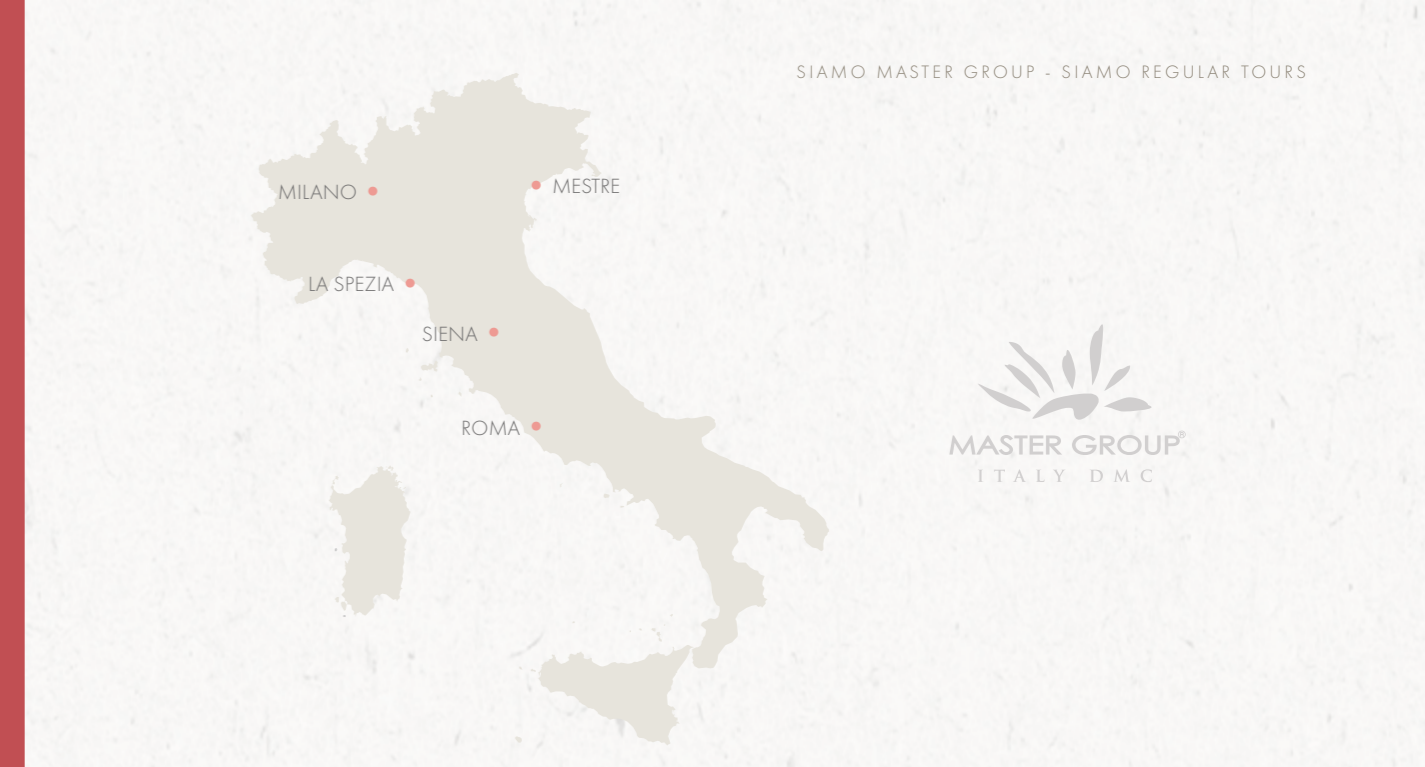 SIAMO MASTER GROUP - SIAMO REGULAR TOURS
MILANO
MESTRE
LA SPEZIA
SIENA
ROMA
MASTER GROUP®
ITALY DMC